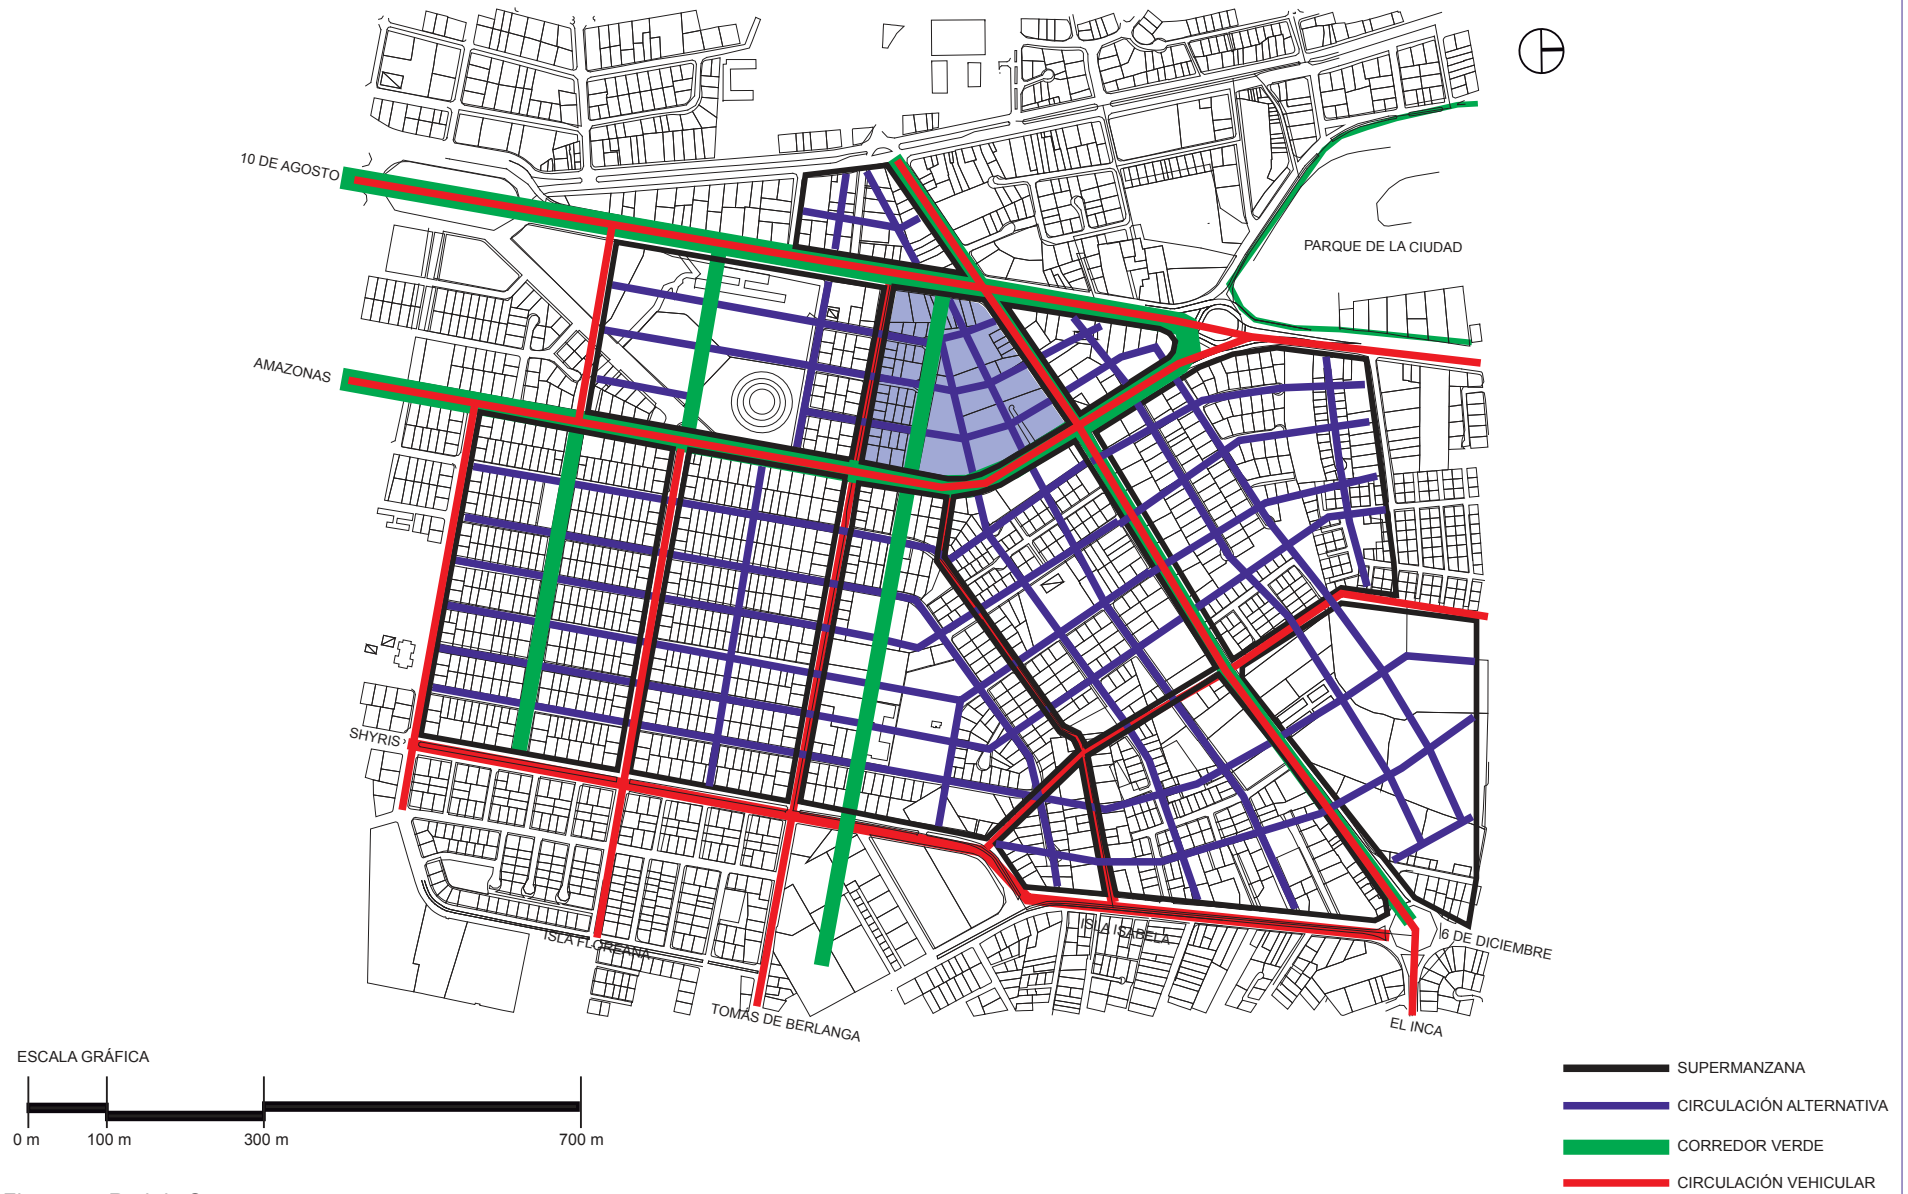 10 DE AGOSTO
PARQUE DE LA CIUDAD
AMAZONAS
SHYRIS
ISLA FLOREANA
ISLA ISABELA
6 DE DICIEMBRE
TOMÁS DE BERLANGA
EL INCA
ESCALA GRÁFICA
0 m 100 m 300 m 700 m
SUPERMANZANA
CIRCULACIÓN ALTERNATIVA
CORREDOR VERDE
CIRCULACIÓN VEHICULAR